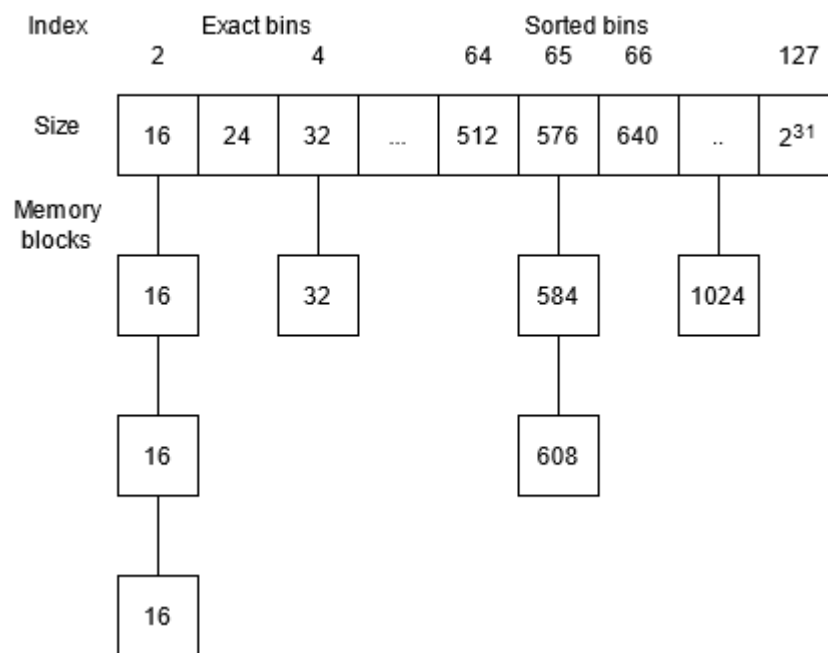 Index Exact bins Sorted bins
2 4 64 65 66 127
Size 16 24 32 ... 512 576 640 .. 2³¹
Memory
blocks
16 32 584 1024
16 608
16